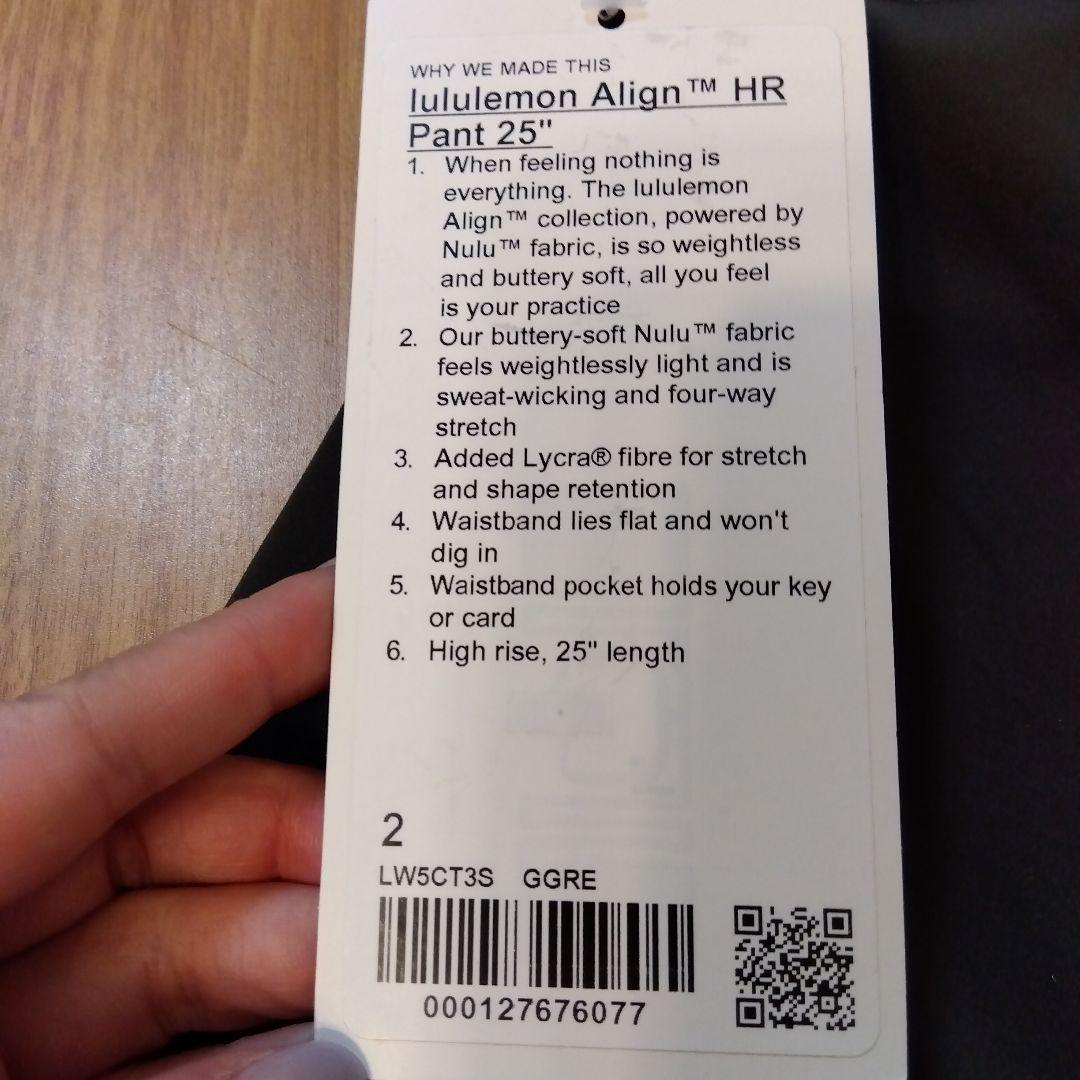 WHY WE MADE THIS
lululemon Align™ HR
Pant 25"
1. When feeling nothing is
everything. The lululemon
Align™ collection, powered by
Nulu™ fabric, is so weightless
and buttery soft, all you feel
is your practice
2. Our buttery-soft Nulu™ fabric
feels weightlessly light and is
sweat-wicking and four-way
stretch
3. Added Lycra® fibre for stretch
and shape retention
4. Waistband lies flat and won't
dig in
5. Waistband pocket holds your key
or card
6. High rise, 25" length
2
LW5CT3S GGRE
000127676077